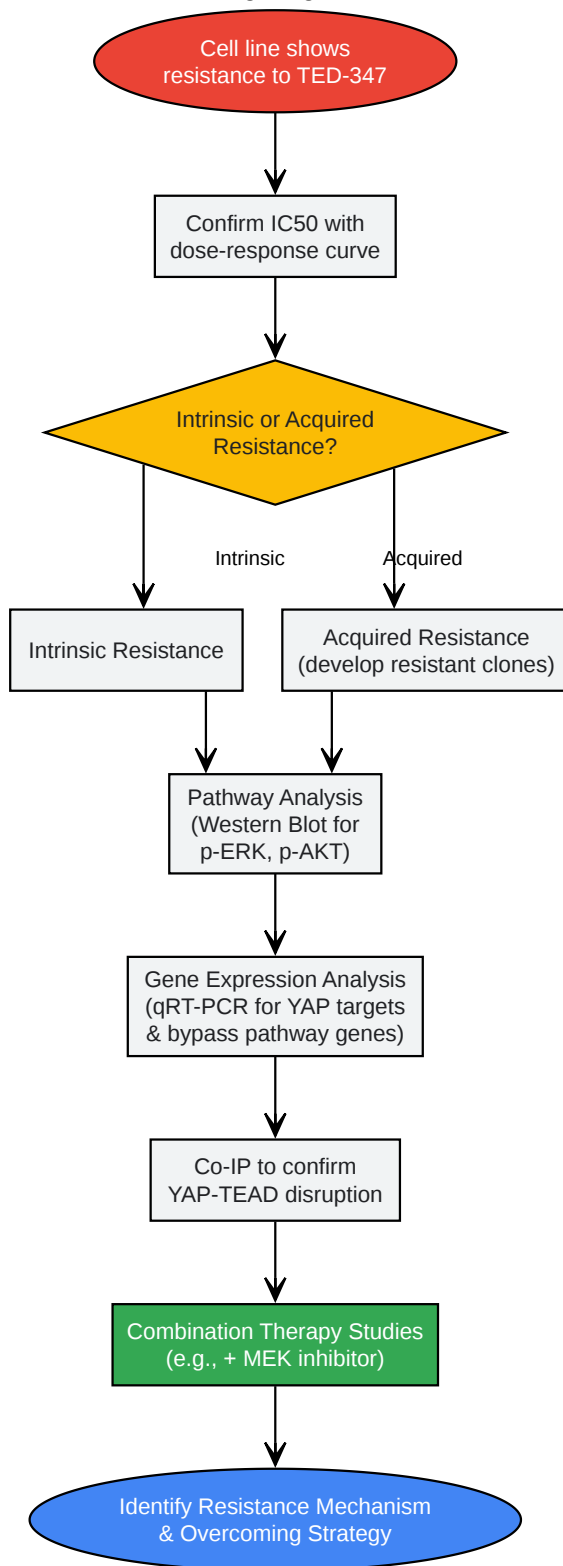 Cell line shows
resistance to TED-347
Confirm IC50 with
dose-response curve
Intrinsic or Acquired
Resistance?
Intrinsic
Acquired
Intrinsic Resistance
Acquired Resistance
(develop resistant clones)
Pathway Analysis
(Western Blot for
p-ERK, p-AKT)
Gene Expression Analysis
(qRT-PCR for YAP targets
& bypass pathway genes)
Co-IP to confirm
YAP-TEAD disruption
Combination Therapy Studies
(e.g., + MEK inhibitor)
Identify Resistance Mechanism
& Overcoming Strategy